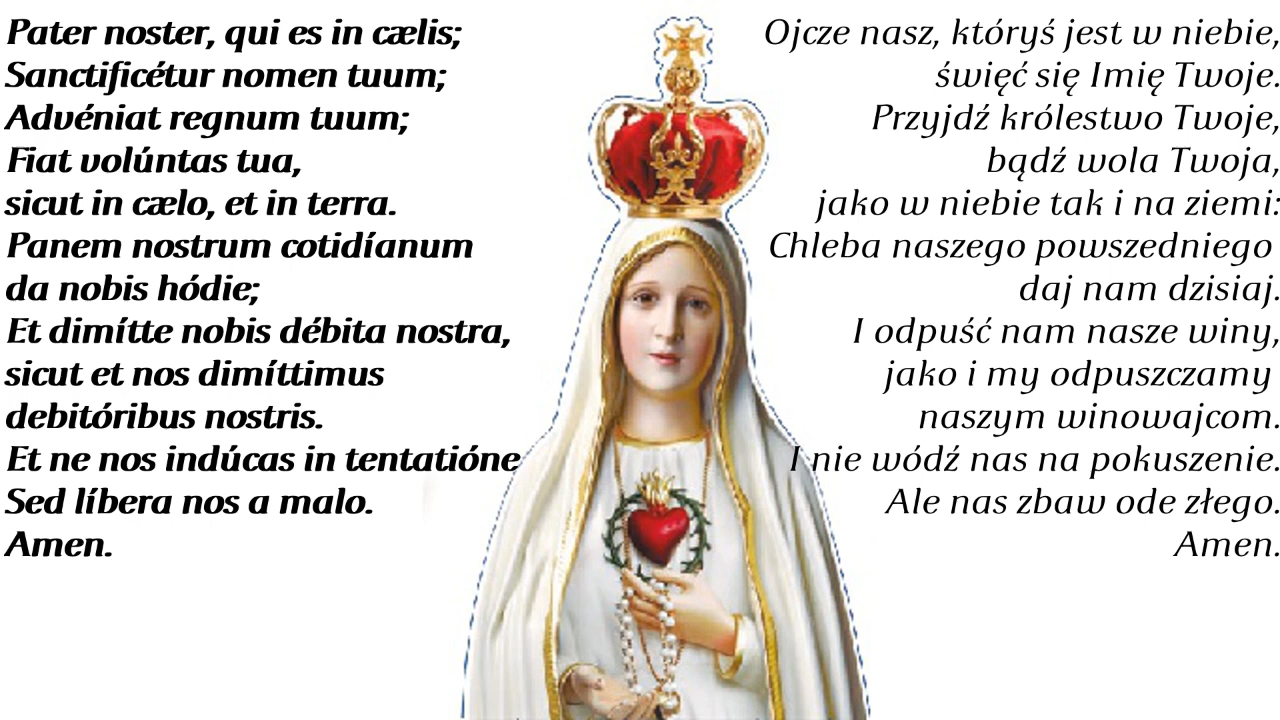 Pater noster, qui es in cælis;
Sanctificétur nomen tuum;
Advéniat regnum tuum;
Fiat volúntas tua,
sicut in cælo, et in terra.
Panem nostrum cotidíanum
da nobis hódie;
Et dimítte nobis débita nostra,
sicut et nos dimíttimus
debitóribus nostris.
Et ne nos indúcas in tentatióne
Sed líbera nos a malo.
Amen.
Ojcze nasz, któryś jest w niebie,
święć się Imię Twoje.
Przyjdź królestwo Twoje,
bądź wola Twoja,
jako w niebie tak i na ziemi:
Chleba naszego powszedniego
daj nam dzisiaj.
I odpuść nam nasze winy,
jako i my odpuszczamy
naszym winowajcom.
I nie wódź nas na pokuszenie.
Ale nas zbaw ode złego.
Amen.